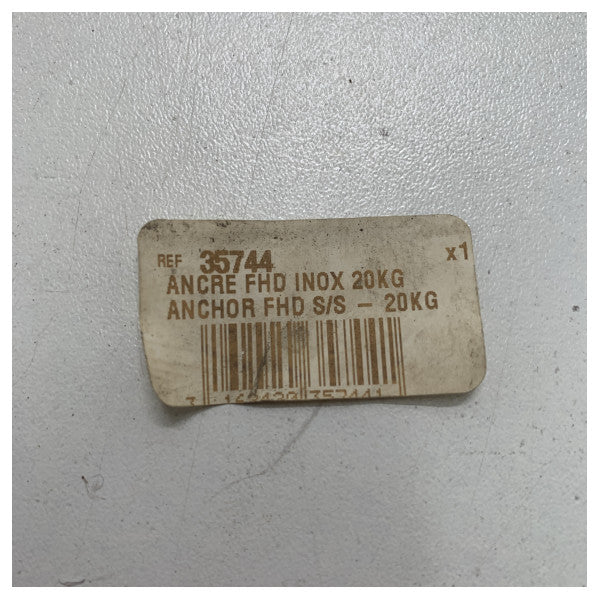 REF 35744 x1
ANCRE FHD INOX 20KG
ANCHOR FHD S/S - 20KG